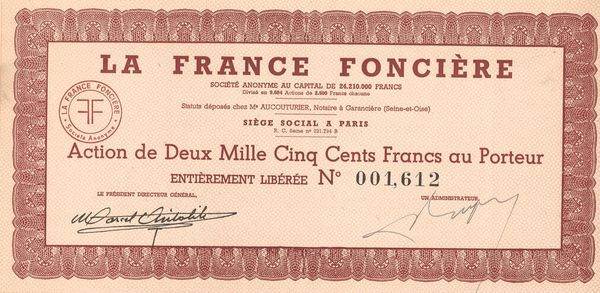 LA FRANCE FONCIÈRE
SOCIÉTÉ ANONYME AU CAPITAL DE 24.210.000 FRANCS
Divisé en 9.684 Actions de 2.500 Francs chacune
Statuts déposés chez Me AUCOUTURIER, Notaire à Garancière (Seine-et-Oise)
LA FRANCE FONCIÈRE
FF
Société Anonyme
SIÈGE SOCIAL A PARIS
R. C. Seine nº 221.724 B
Action de Deux Mille Cinq Cents Francs au Porteur
ENTIÈREMENT LIBÉRÉE Nº 001,612
LE PRÉSIDENT DIRECTEUR GÉNÉRAL,
UN ADMINISTRATEUR,